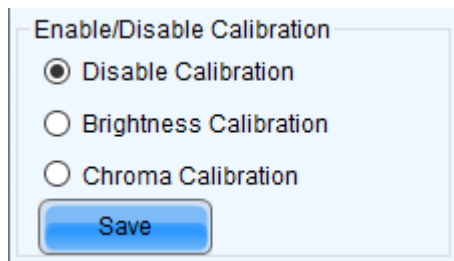 Enable/Disable Calibration
Disable Calibration
Brightness Calibration
Chroma Calibration
Save